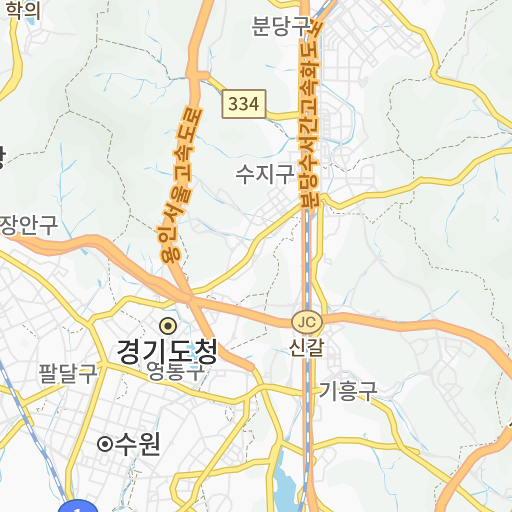 학의
분당구
334
분당수서간고속화도로
용인서울고속도로
수지구
장안구
JC
신갈
경기도청
영통구
팔달구
기흥구
수원
1